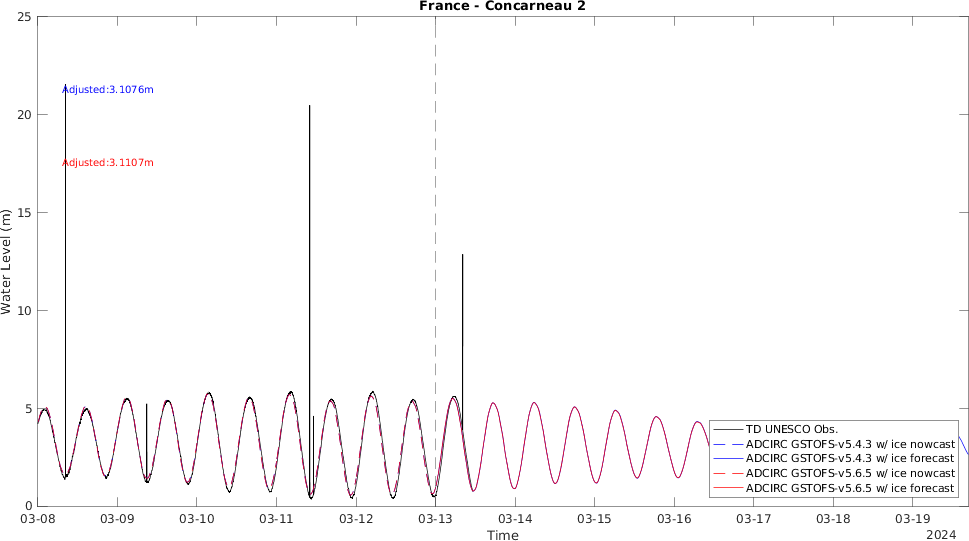 France - Concarneau 2
25
20
15
10
5
0
Water Level (m)
Adjusted:3.1076m
Adjusted:3.1107m
TD UNESCO Obs.
ADCIRC GSTOFS-v5.4.3 w/ ice nowcast
ADCIRC GSTOFS-v5.4.3 w/ ice forecast
ADCIRC GSTOFS-v5.6.5 w/ ice nowcast
ADCIRC GSTOFS-v5.6.5 w/ ice forecast
03-08 03-09 03-10 03-11 03-12 03-13 03-14 03-15 03-16 03-17 03-18 03-19
Time
2024